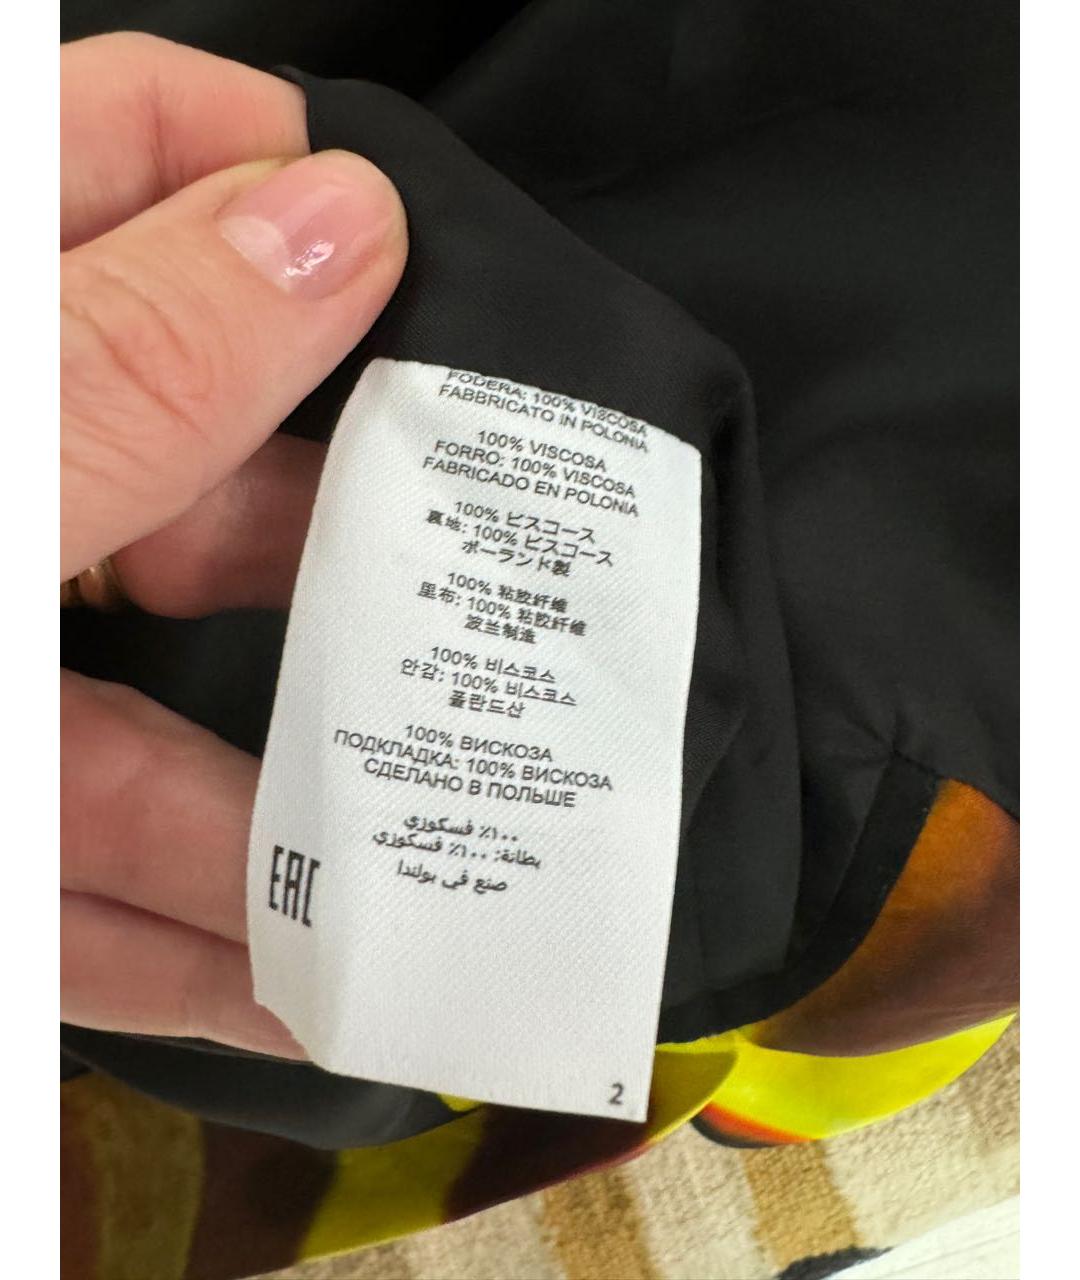 FODERA: 100% VISCOSA
FABBRICATO IN POLONIA
100% VISCOSA
FORRO: 100% VISCOSA
FABRICADO EN POLONIA
100% ビスコース
裏地: 100% ビスコース
ポーランド製
100% 粘胶纤维
里布: 100% 粘胶纤维
波兰制造
100% 비스코스
안감: 100% 비스코스
폴란드산
100% ВИСКОЗА
ПОДКЛАДКА: 100% ВИСКОЗА
СДЕЛАНО В ПОЛЬШЕ
١٠٠٪ فسكوزي
بطانة: ١٠٠٪ فسكوزي
صنع في بولندا
EAC
2